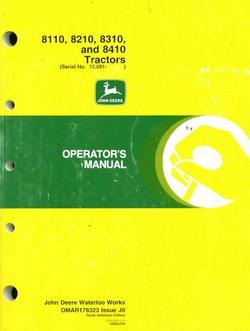 8110, 8210, 8310,
and 8410
Tractors
(Serial No. 10,001- )
JOHN DEERE
OPERATOR'S
MANUAL
John Deere Waterloo Works
OMAR178323 Issue J0
North American Edition
ENGLISH